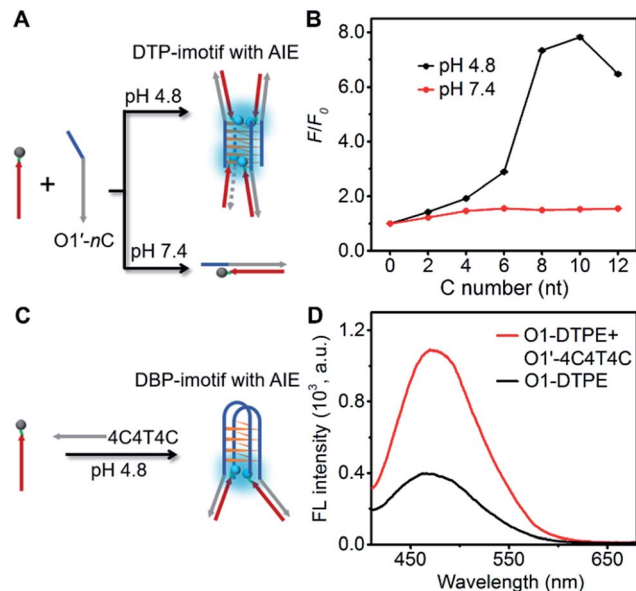 A
DTP-imotif with AIE
pH 4.8
+
O1'-nC
pH 7.4
B
F/F0
8.0
6.0
4.0
2.0
0.0
pH 4.8
pH 7.4
0 2 4 6 8 10 12
C number (nt)
C
DBP-imotif with AIE
4C4T4C
pH 4.8
D
FL intensity (10³, a.u.)
1.2
0.8
0.4
0.0
O1-DTPE+
O1'-4C4T4C
O1-DTPE
450 550 650
Wavelength (nm)